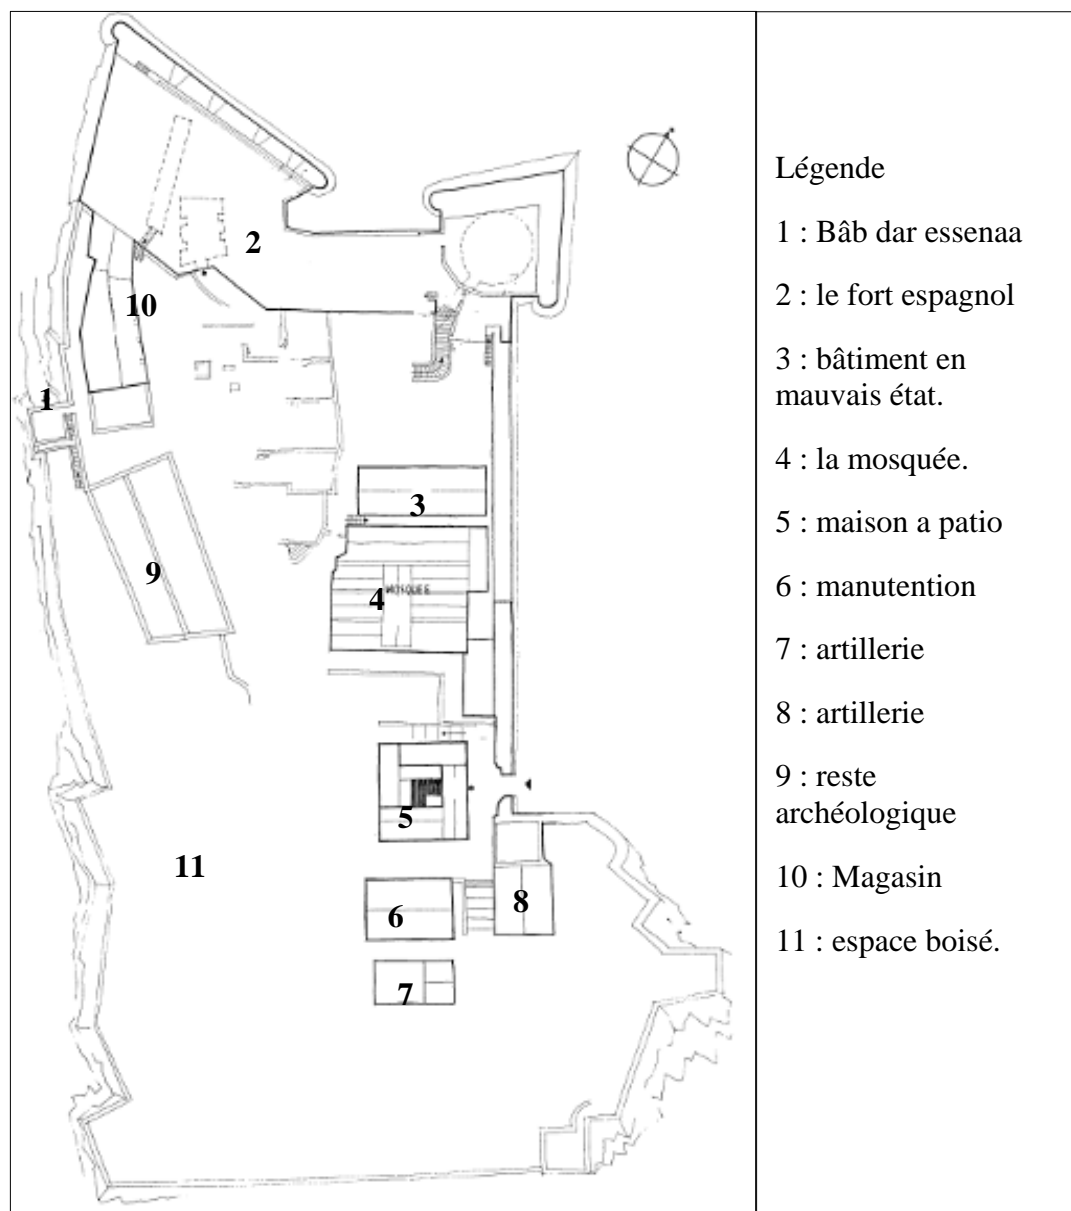 2
10
1
3
9
MOSQUEE
4
5
11
6
8
7
Légende
1 : Bâb dar essenaa
2 : le fort espagnol
3 : bâtiment en
mauvais état.
4 : la mosquée.
5 : maison a patio
6 : manutention
7 : artillerie
8 : artillerie
9 : reste
archéologique
10 : Magasin
11 : espace boisé.